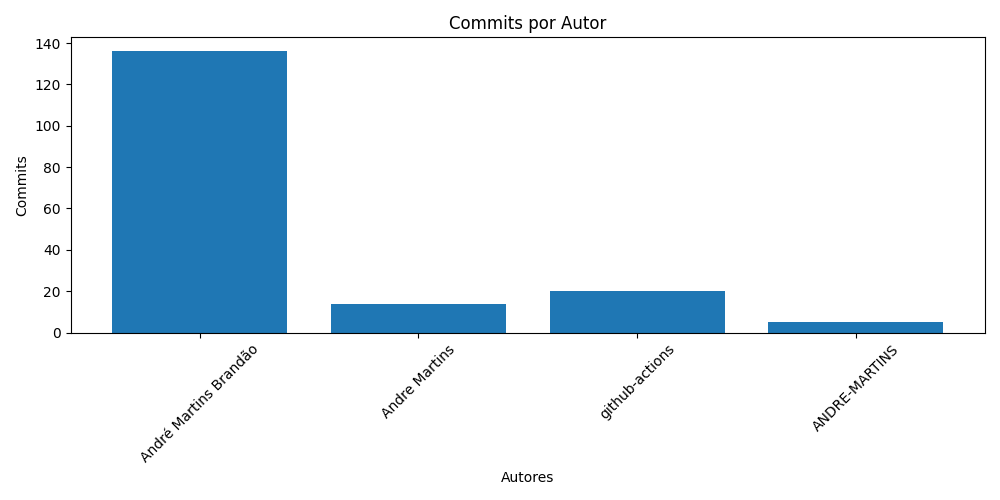 Commits por Autor
Commits
140
120
100
80
60
40
20
0
André Martins Brandão
Andre Martins
github-actions
ANDRE-MARTINS
Autores